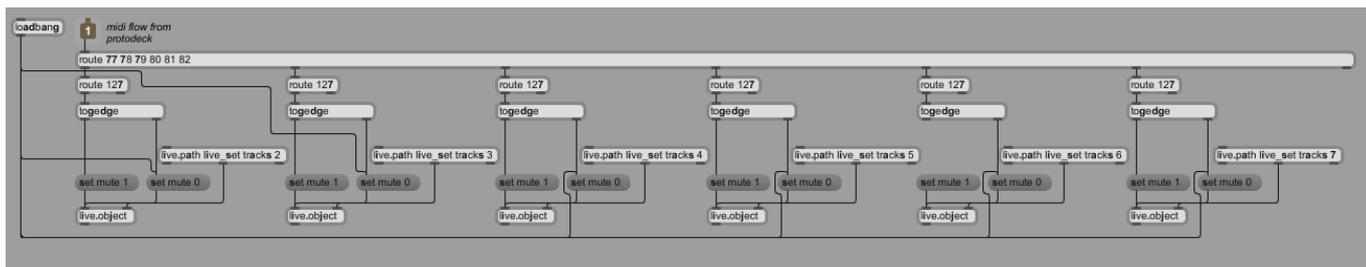 loadbang
1
midi flow from
protodeck
route 77 78 79 80 81 82
route 127 route 127 route 127 route 127 route 127 route 127
togedge togedge togedge togedge togedge togedge
live.path live_set tracks 2 live.path live_set tracks 3 live.path live_set tracks 4 live.path live_set tracks 5 live.path live_set tracks 6 live.path live_set tracks 7
set mute 1 set mute 0 set mute 1 set mute 0 set mute 1 set mute 0 set mute 1 set mute 0 set mute 1 set mute 0 set mute 1 set mute 0
live.object live.object live.object live.object live.object live.object